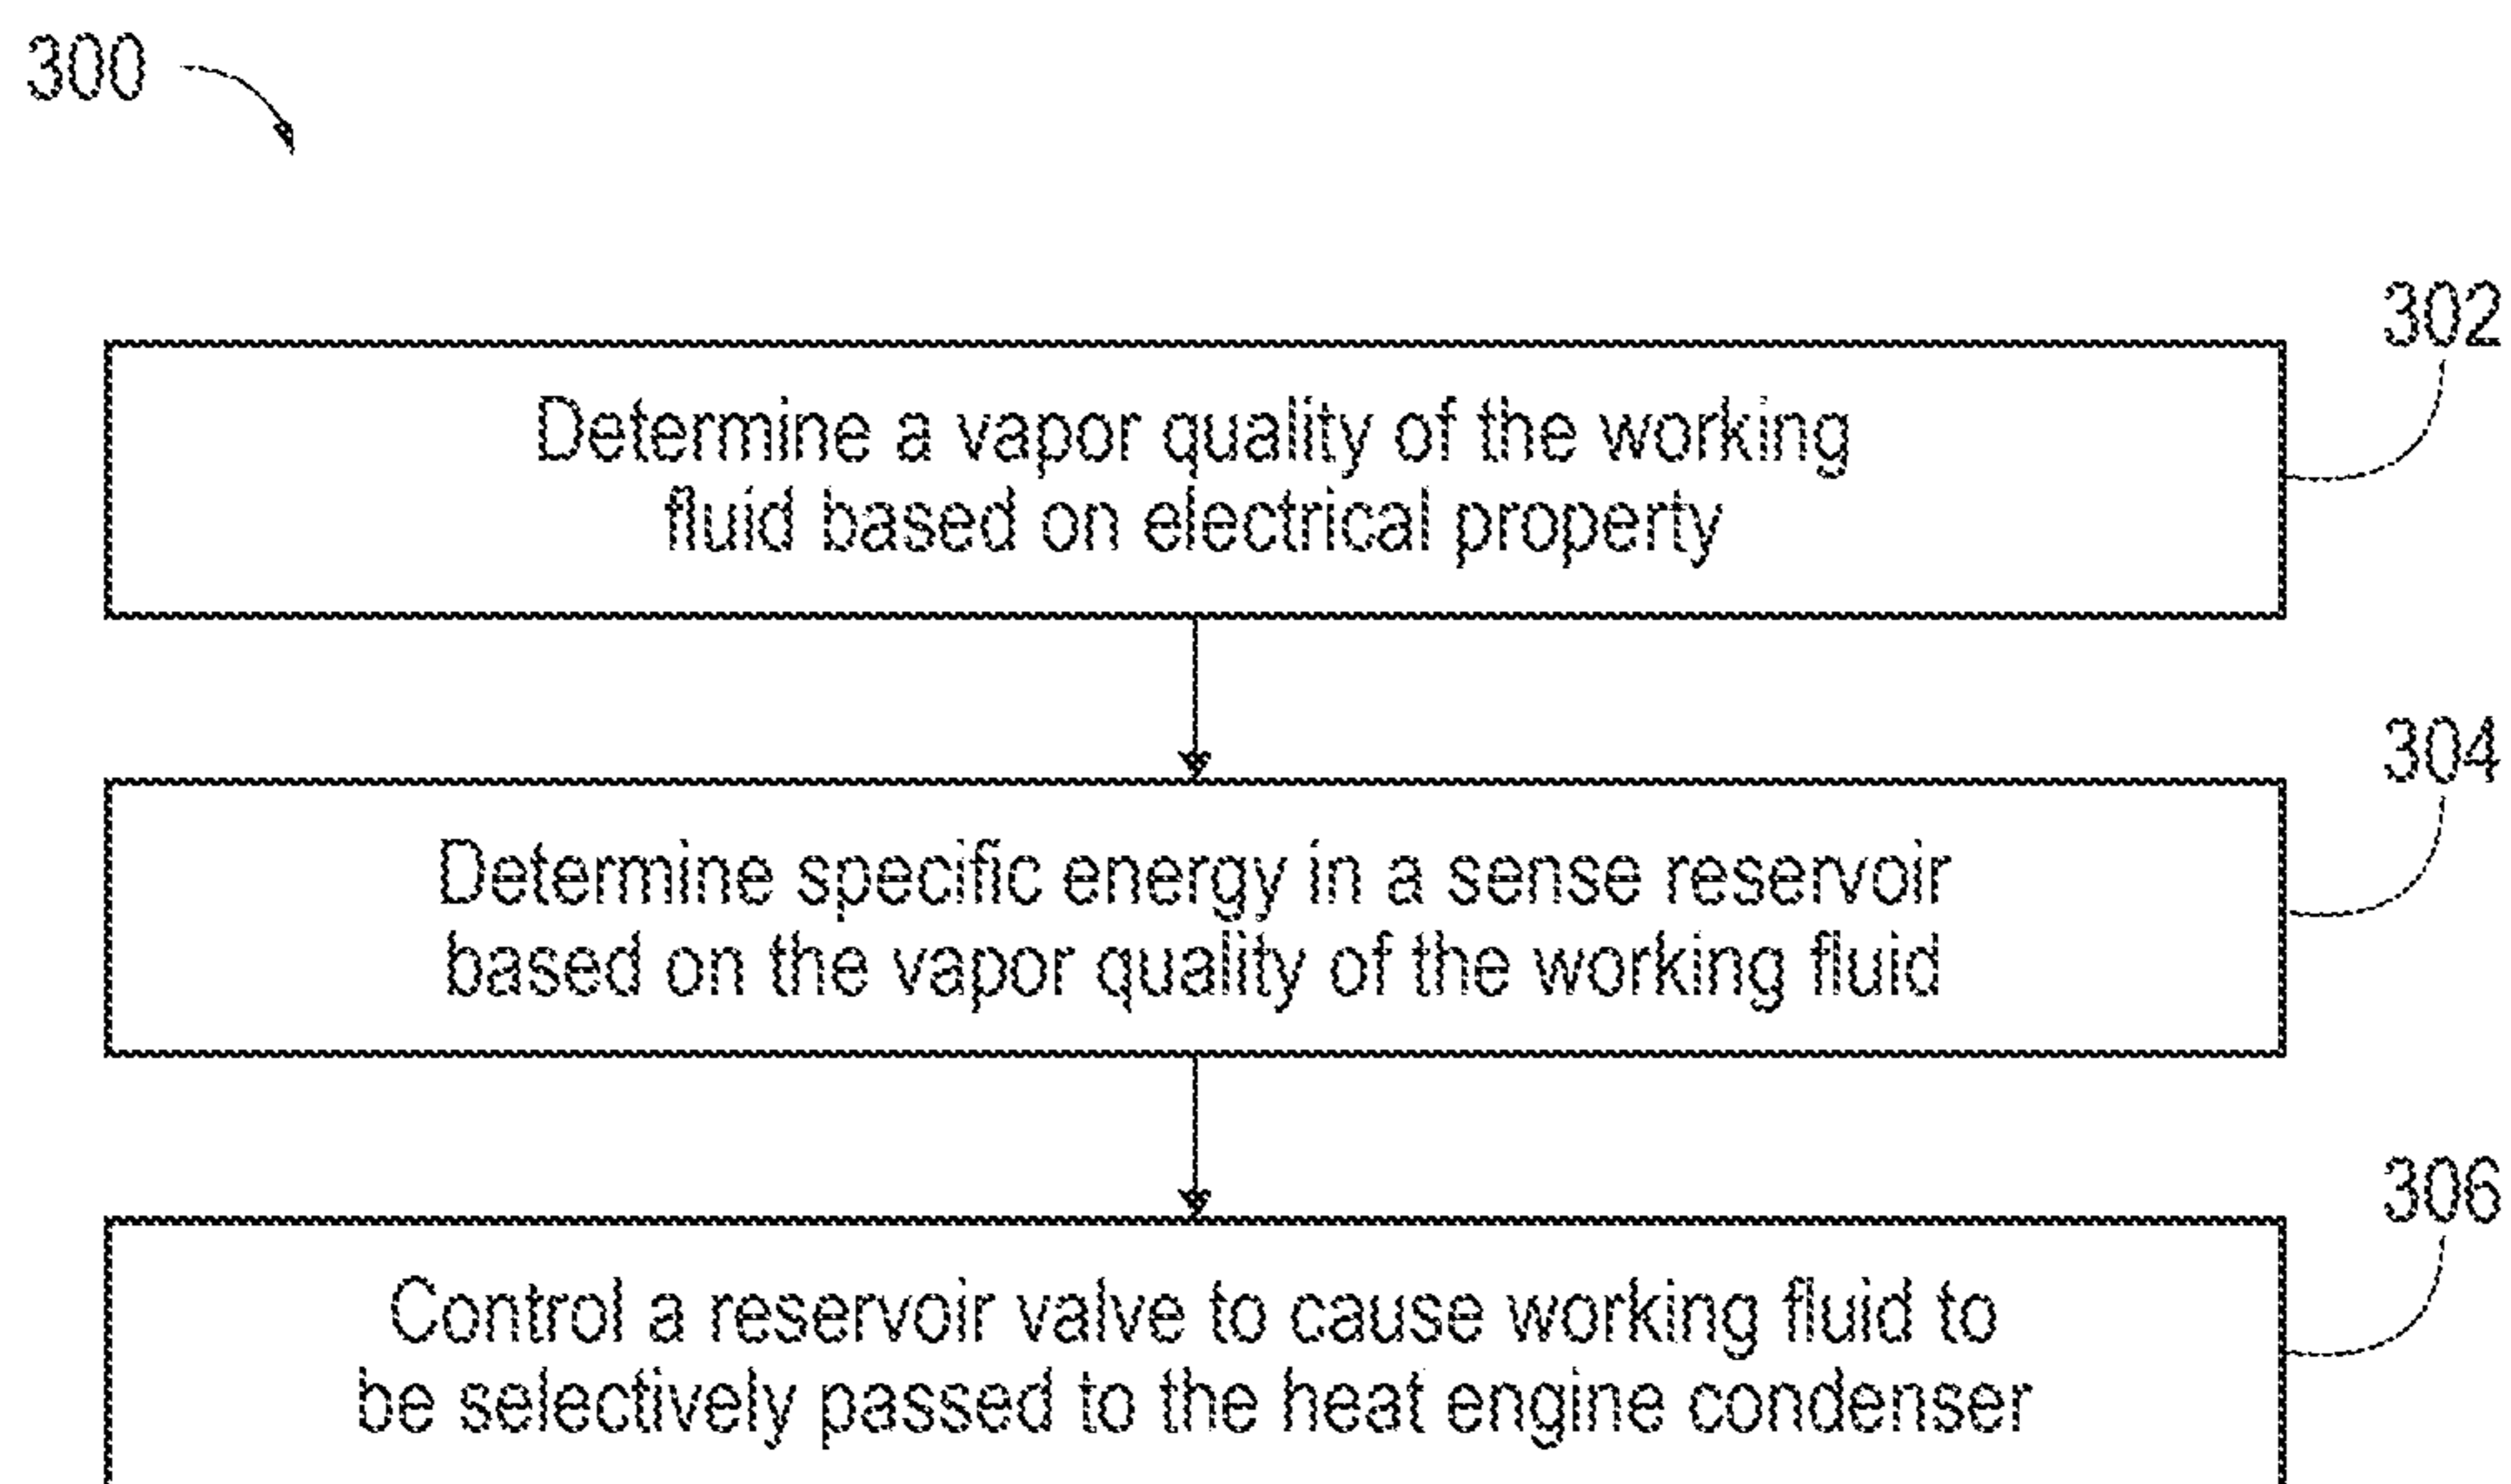 300
302
Determine a vapor quality of the working
fluid based on electrical property
304
Determine specific energy in a sense reservoir
based on the vapor quality of the working fluid
306
Control a reservoir valve to cause working fluid to
be selectively passed to the heat engine condenser